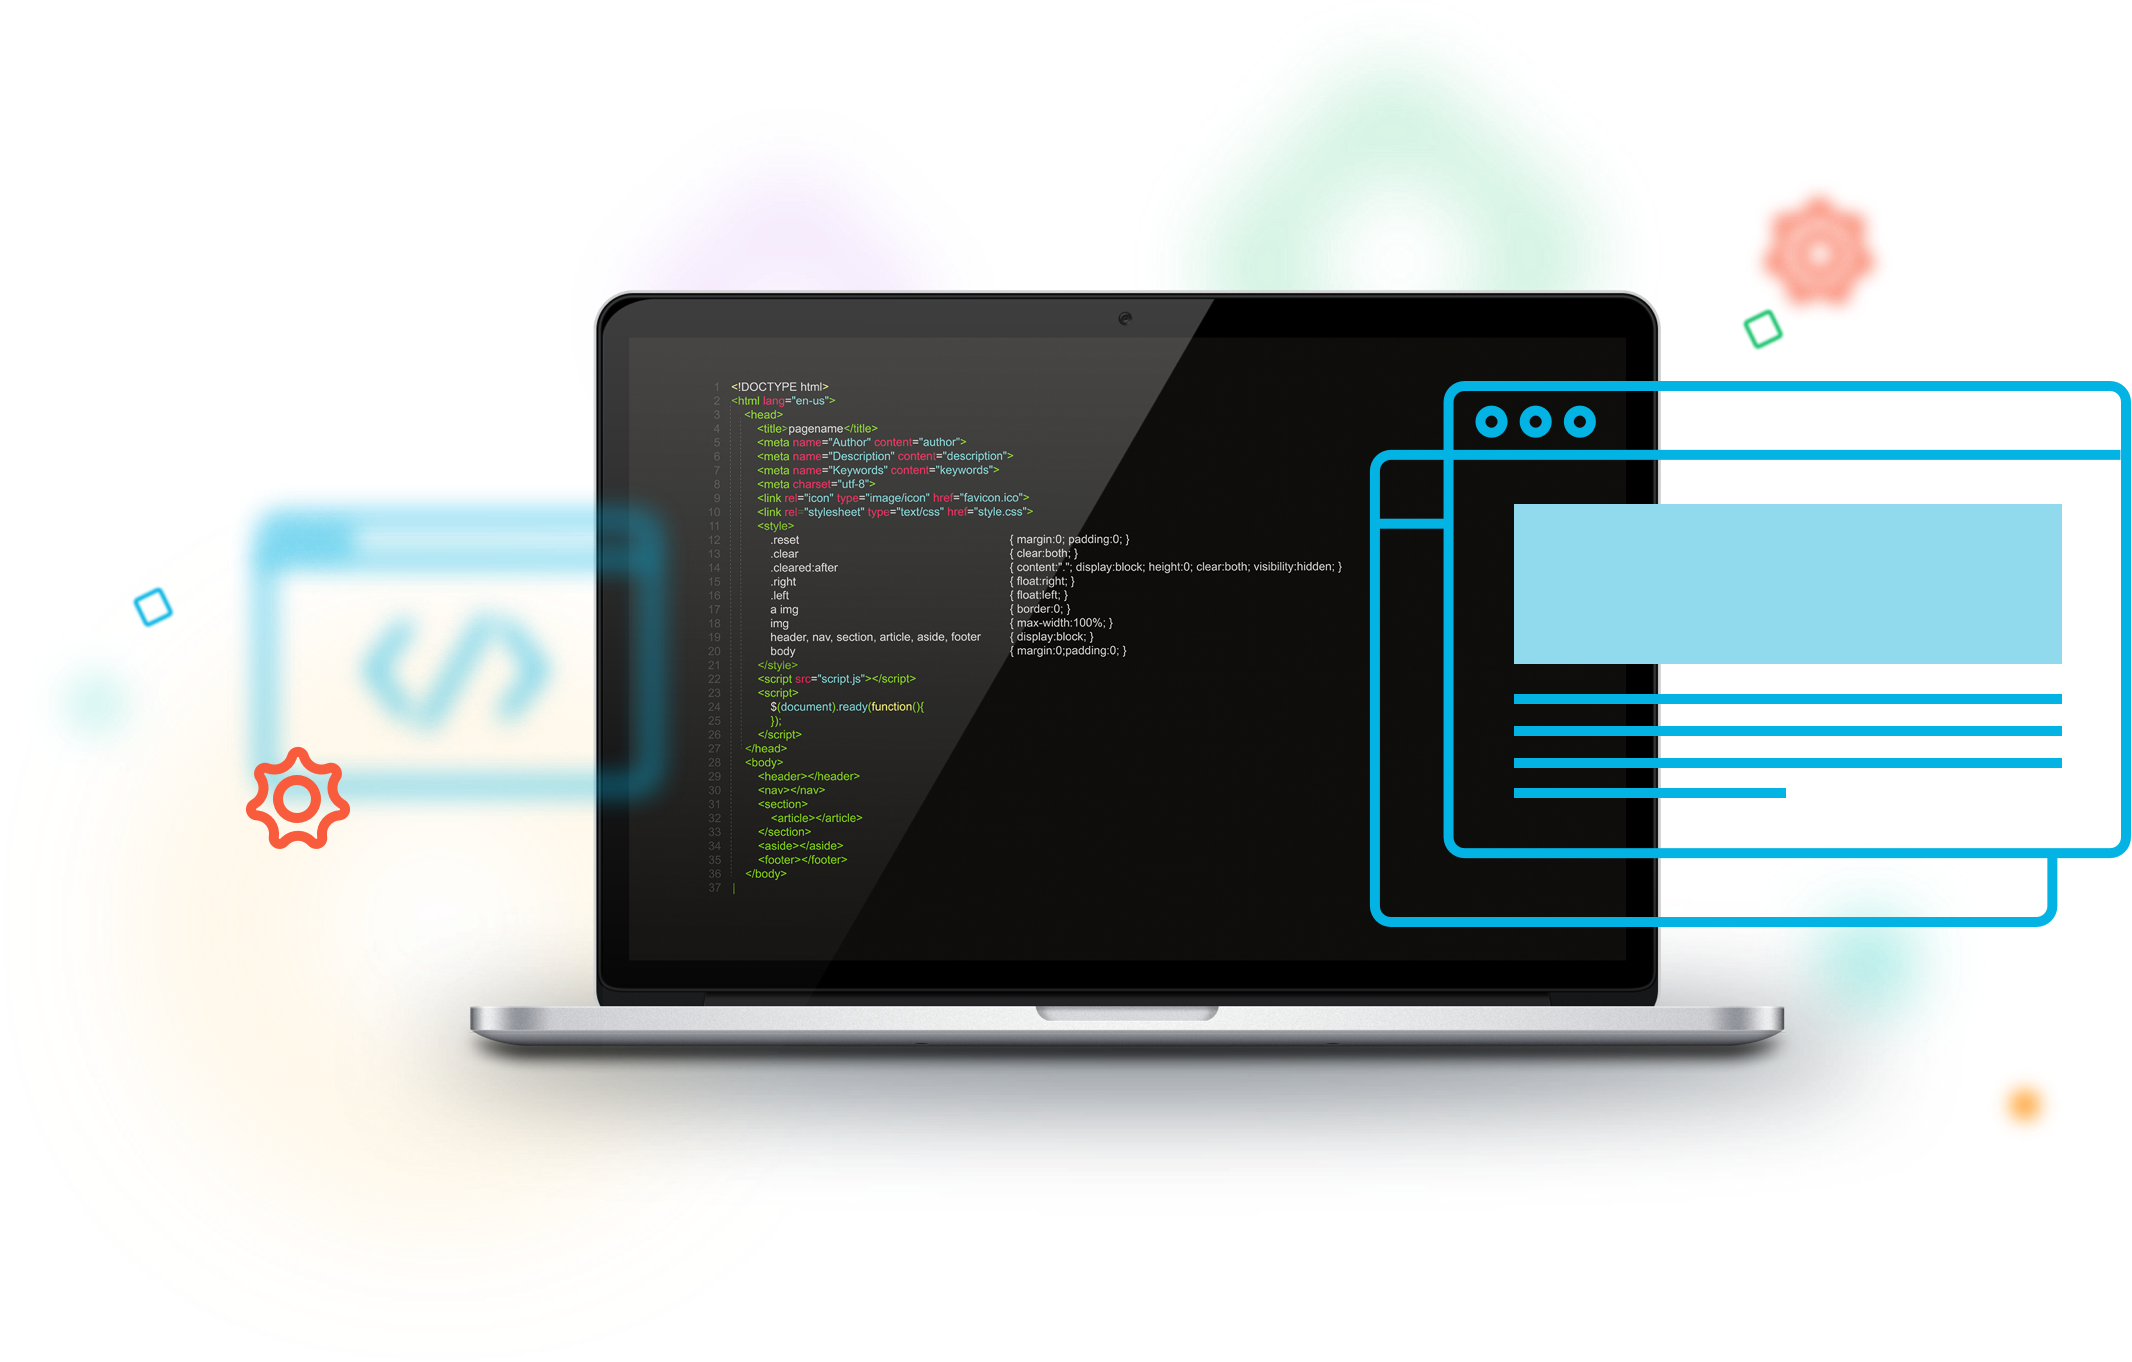 1 <!DOCTYPE html>
2 <html lang="en-us">
3 <head>
4 <title>pagename</title>
5 <meta name="Author" content="author">
6 <meta name="Description" content="description">
7 <meta name="Keywords" content="keywords">
8 <meta charset="utf-8">
9 <link rel="icon" type="image/icon" href="favicon.ico">
10 <link rel="stylesheet" type="text/css" href="style.css">
11 <style>
12 .reset { margin:0; padding:0; }
13 .clear { clear:both; }
14 .cleared:after { content:"."; display:block; height:0; clear:both; visibility:hidden; }
15 .right { float:right; }
16 .left { float:left; }
17 a img { border:0; }
18 img { max-width:100%; }
19 header, nav, section, article, aside, footer { display:block; }
20 body { margin:0;padding:0; }
21 </style>
22 <script src="script.js"></script>
23 <script>
24 $(document).ready(function(){
25 });
26 </script>
27 </head>
28 <body>
29 <header></header>
30 <nav></nav>
31 <section>
32 <article></article>
33 </section>
34 <aside></aside>
35 <footer></footer>
36 </body>
37 |
</>